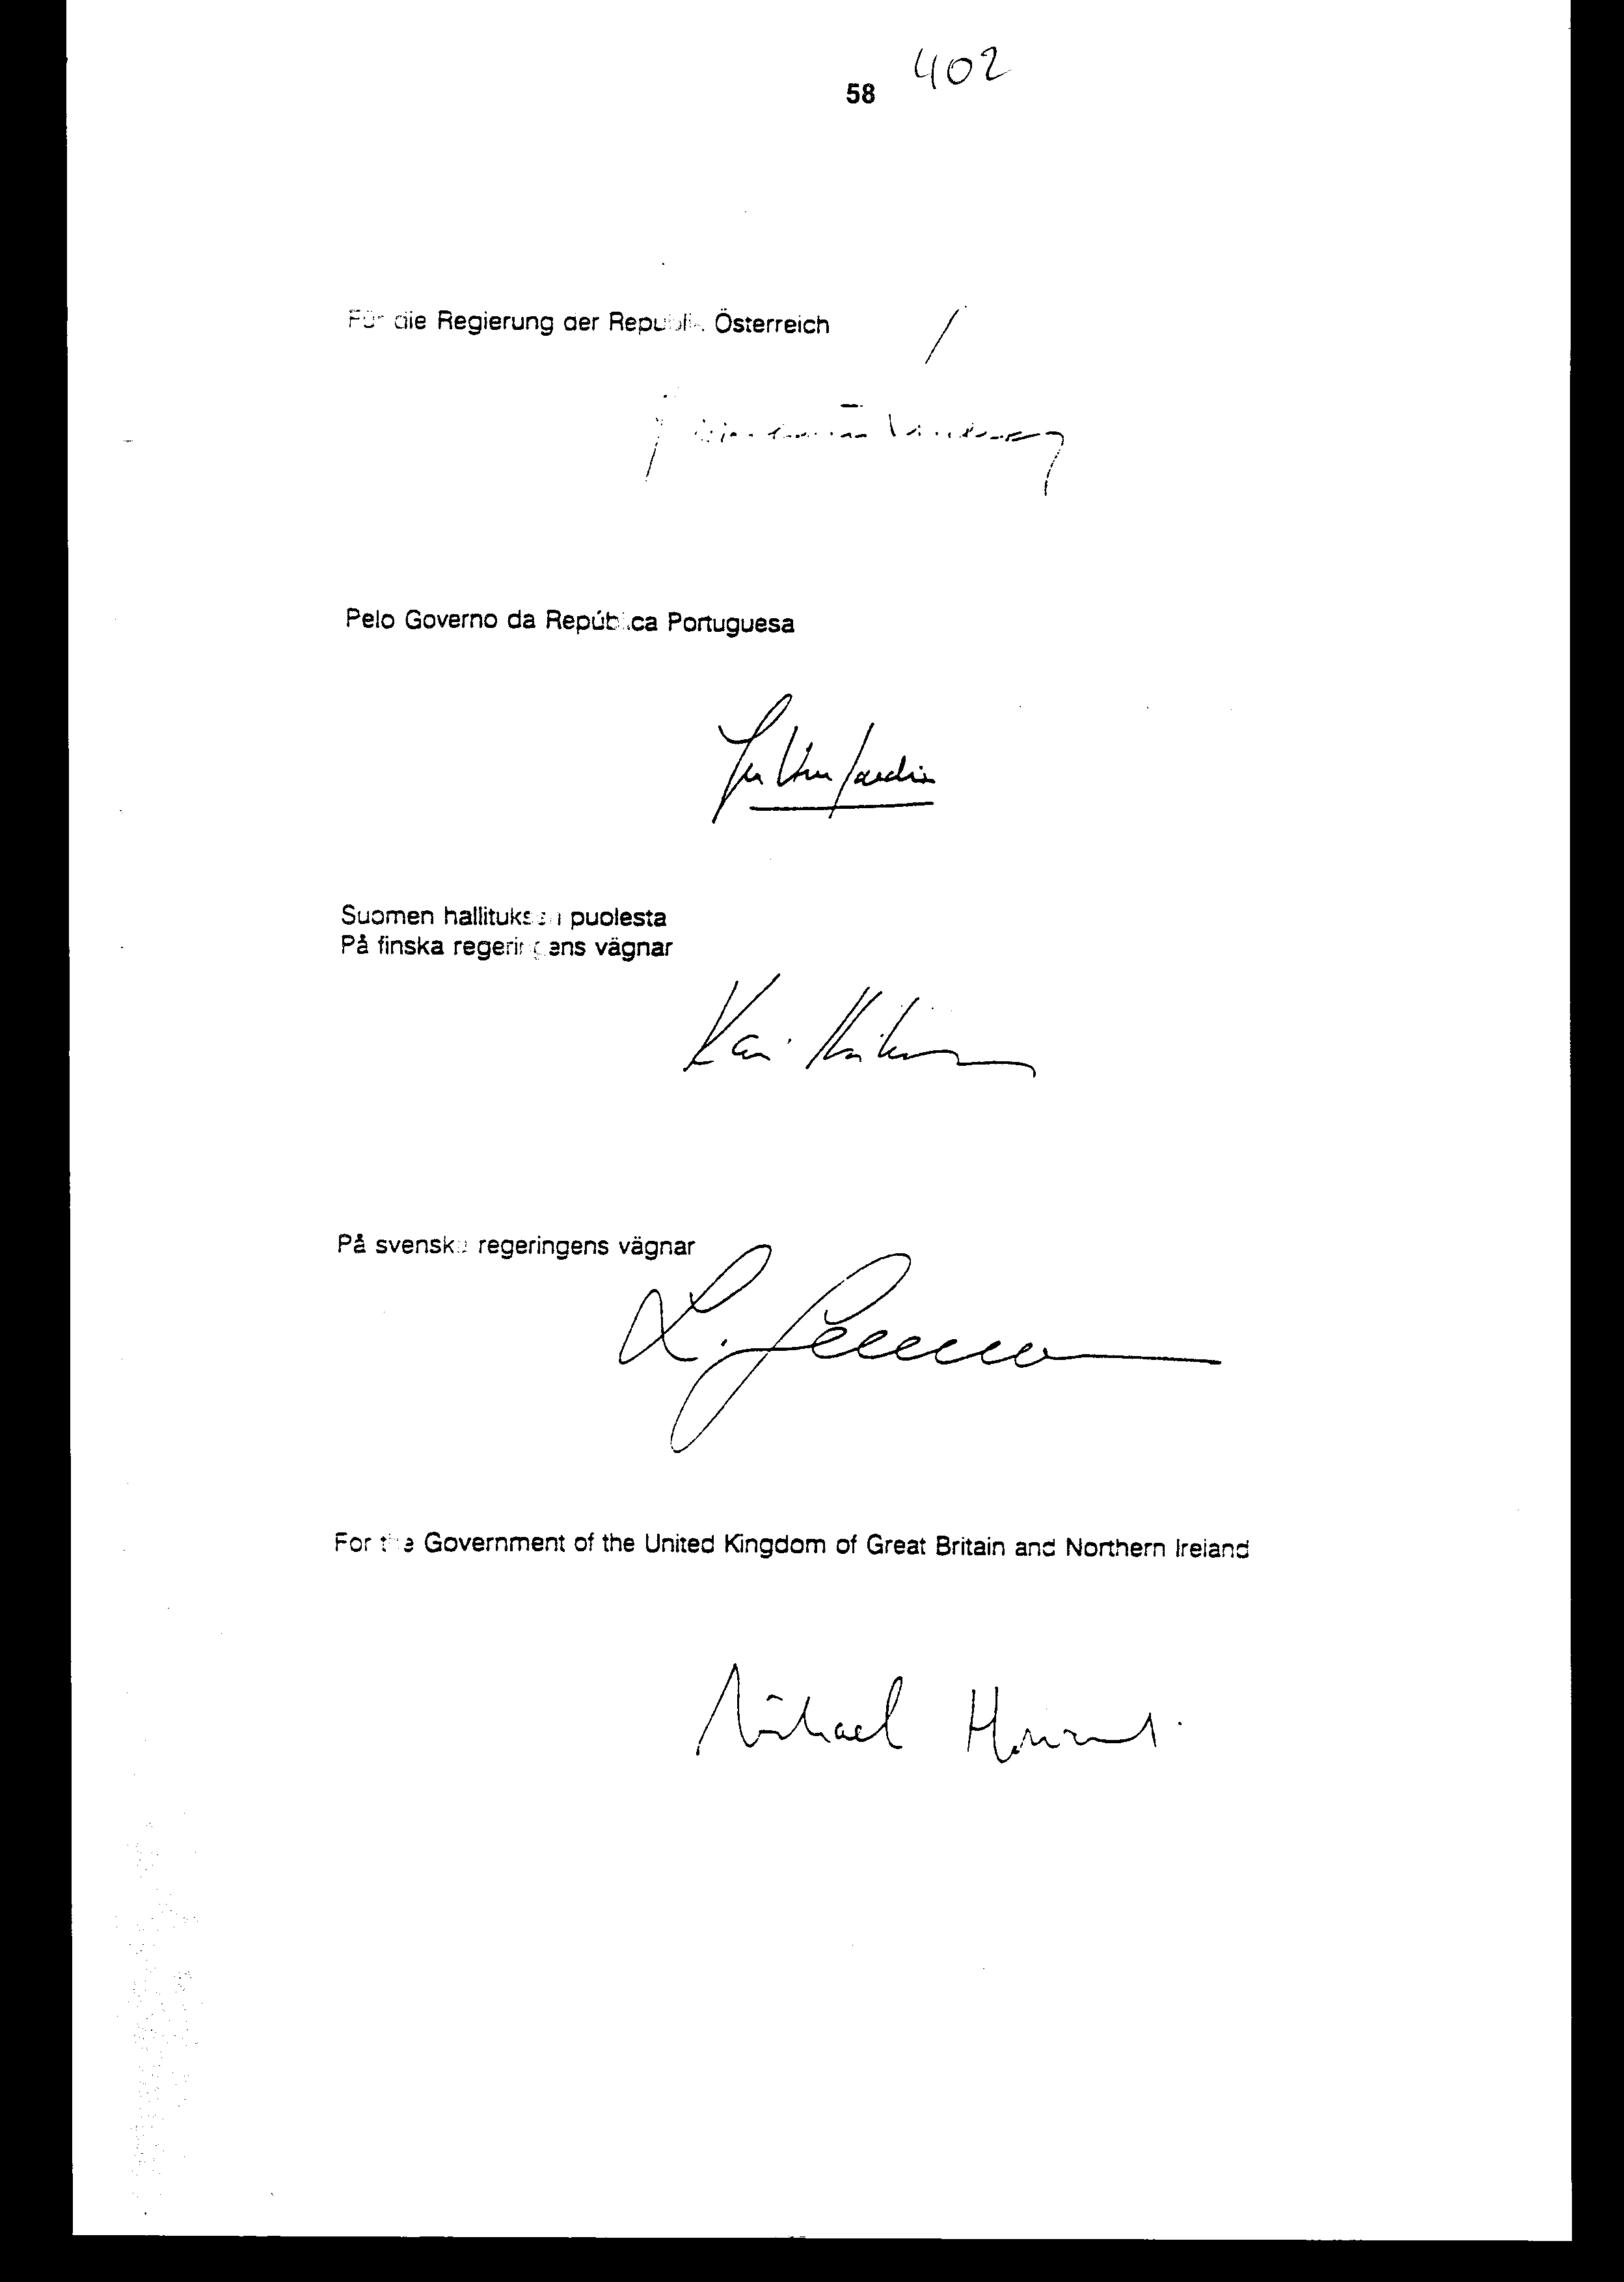 402
58
Für die Regierung der Republik Österreich
Pelo Governo da República Portuguesa
Suomen hallituksen puolesta
På finska regeringens vägnar
Kari
På svenska regeringens vägnar
L.
For the Government of the United Kingdom of Great Britain and Northern Ireland
Michael Howard